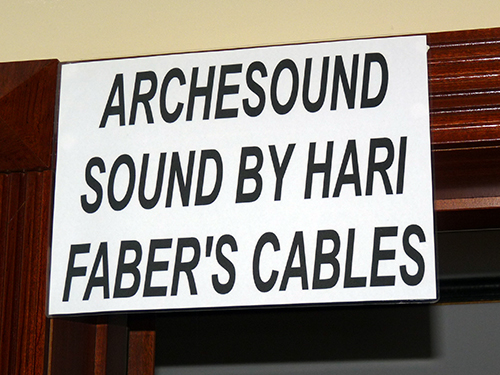 ARCHESOUND
SOUND BY HARI
FABER'S CABLES